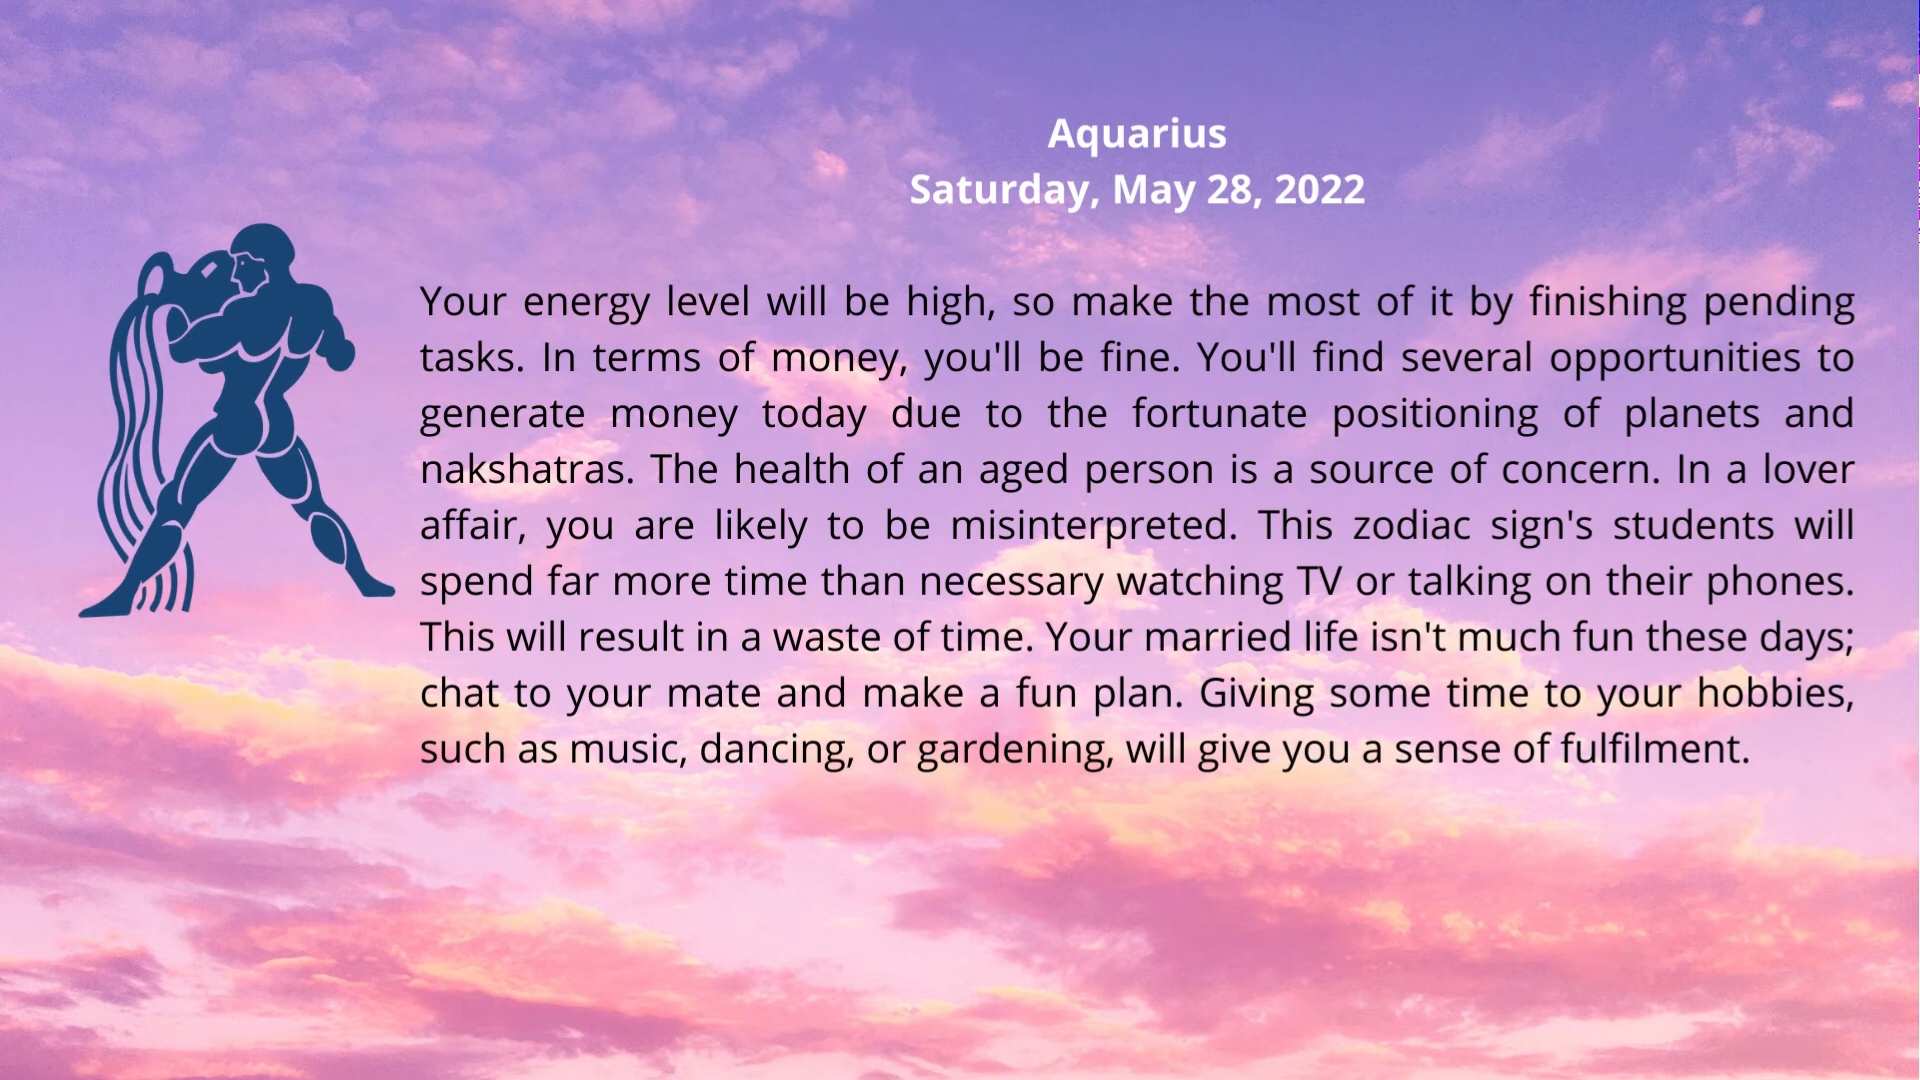 Aquarius
Saturday, May 28, 2022
Your energy level will be high, so make the most of it by finishing pending
tasks. In terms of money, you'll be fine. You'll find several opportunities to
generate money today due to the fortunate positioning of planets and
nakshatras. The health of an aged person is a source of concern. In a lover
affair, you are likely to be misinterpreted. This zodiac sign's students will
spend far more time than necessary watching TV or talking on their phones.
This will result in a waste of time. Your married life isn't much fun these days;
chat to your mate and make a fun plan. Giving some time to your hobbies,
such as music, dancing, or gardening, will give you a sense of fulfilment.